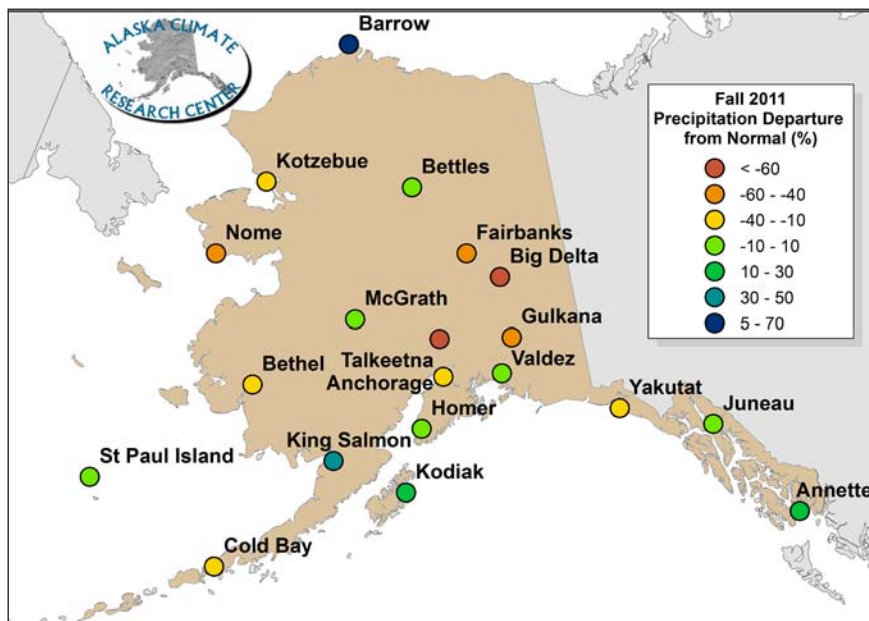 ALASKA CLIMATE
RESEARCH CENTER
Barrow
Kotzebue
Bettles
Nome
Fairbanks
Big Delta
McGrath
Gulkana
Talkeetna
Valdez
Bethel
Anchorage
Yakutat
Homer
Juneau
King Salmon
St Paul Island
Kodiak
Annette
Cold Bay
Fall 2011
Precipitation Departure
from Normal (%)
< -60
-60 - -40
-40 - -10
-10 - 10
10 - 30
30 - 50
5 - 70